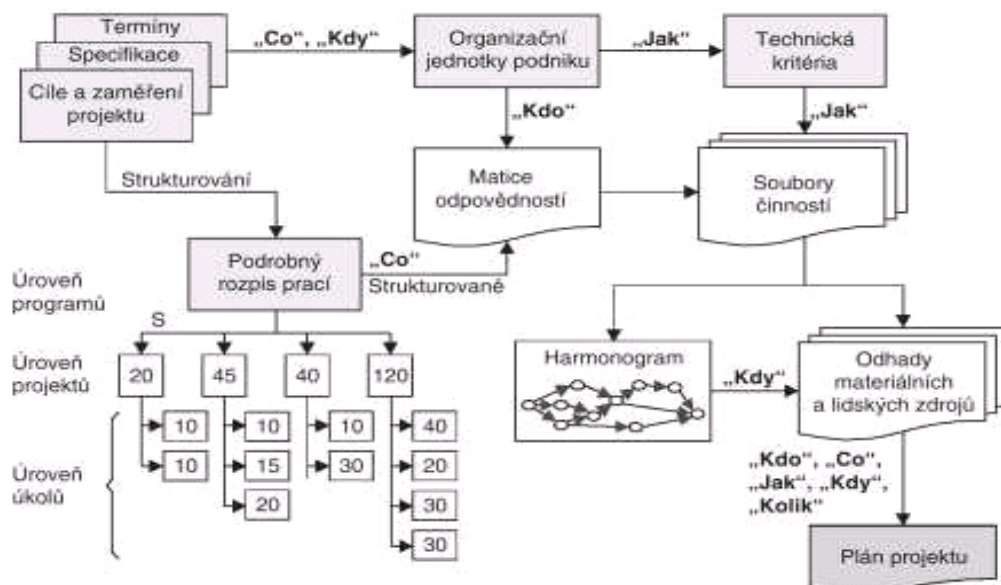 Termíny
Specifikace
Cíle a zaměření
projektu
„Co“, „Kdy“
Organizační
jednotky podniku
„Jak“
Technická
kritéria
„Kdo“
„Jak“
Strukturování
Matice
odpovědností
Soubory
činností
Podrobný
rozpis prací
„Co“
Strukturovaně
Úroveň
programů
S
Úroveň
projektů
20
45
40
120
Harmonogram
„Kdy“
Odhady
materiálních
a lidských zdrojů
Úroveň
úkolů
10
10
10
40
10
15
30
20
20
30
30
„Kdo“, „Co“,
„Jak“, „Kdy“,
„Kolik“
Plán projektu